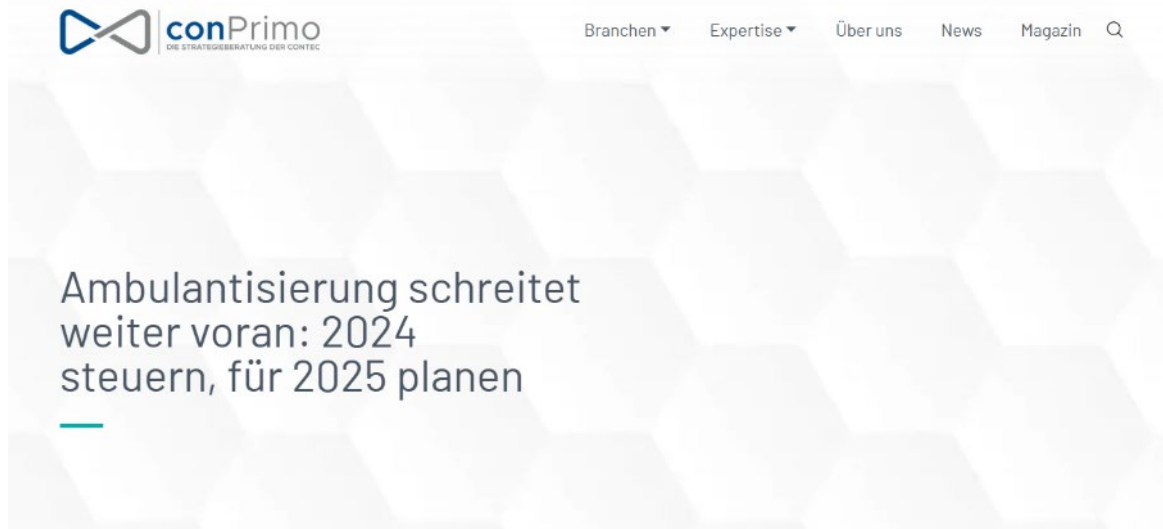 conPrimo
DIE STRATEGIEBERATUNG DER CONTEC
Branchen
Expertise
Über uns
News
Magazin
Ambulantisierung schreitet
weiter voran: 2024
steuern, für 2025 planen